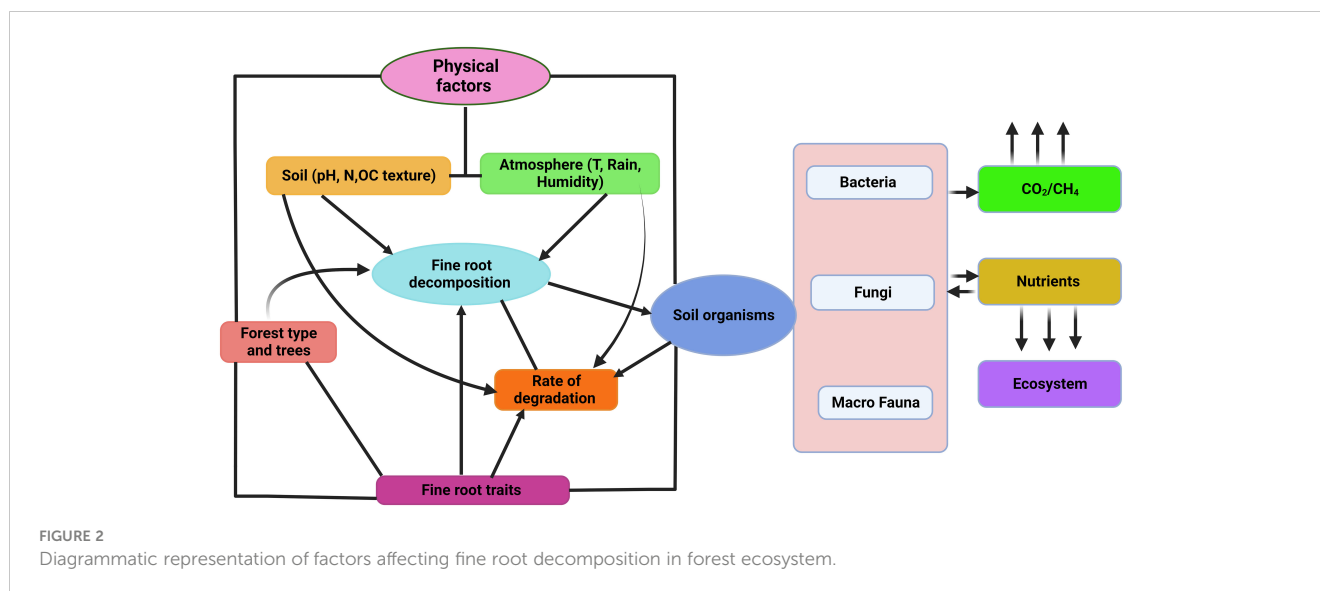 Physical
factors
Soil (pH, N,OC texture)
Atmosphere (T, Rain,
Humidity)
Fine root
decomposition
Forest type
and trees
Rate of
degradation
Fine root traits
Soil organisms
Bacteria
Fungi
Macro Fauna
CO₂/CH₄
Nutrients
Ecosystem
FIGURE 2
Diagrammatic representation of factors affecting fine root decomposition in forest ecosystem.